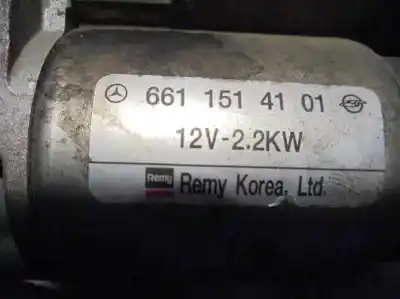 661 151 41 01
12V-2.2KW
Remy Remy Korea, Ltd.